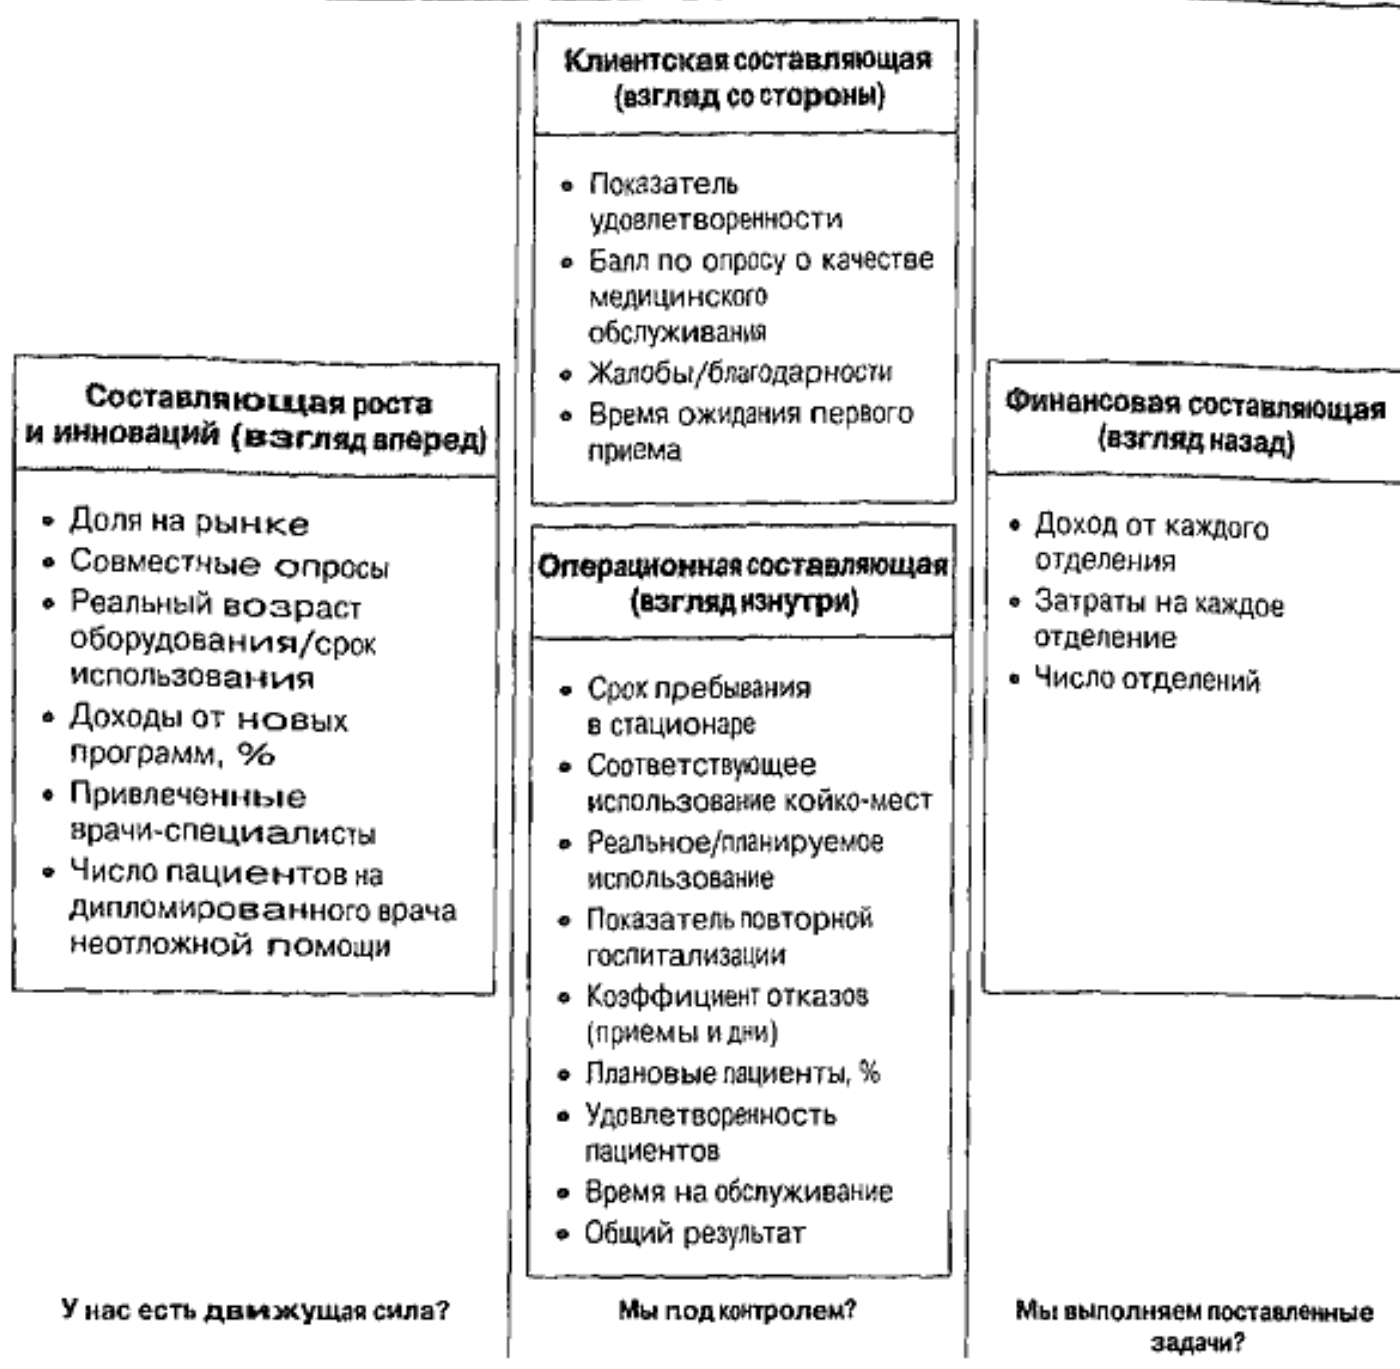 Клиентская составляющая
(взгляд со стороны)
• Показатель
удовлетворенности
• Балл по опросу о качестве
медицинского
обслуживания
• Жалобы/благодарности
• Время ожидания первого
приема
Составляющая роста
и инноваций (взгляд вперед)
• Доля на рынке
• Совместные опросы
• Реальный возраст
оборудования/срок
использования
• Доходы от новых
программ, %
• Привлеченные
врачи-специалисты
• Число пациентов на
дипломированного врача
неотложной помощи
Операционная составляющая
(взгляд изнутри)
• Срок пребывания
в стационаре
• Соответствующее
использование койко-мест
• Реальное/планируемое
использование
• Показатель повторной
госпитализации
• Коэффициент отказов
(приемы и дни)
• Плановые пациенты, %
• Удовлетворенность
пациентов
• Время на обслуживание
• Общий результат
Финансовая составляющая
(взгляд назад)
• Доход от каждого
отделения
• Затраты на каждое
отделение
• Число отделений
У нас есть движущая сила?
Мы под контролем?
Мы выполняем поставленные
задачи?